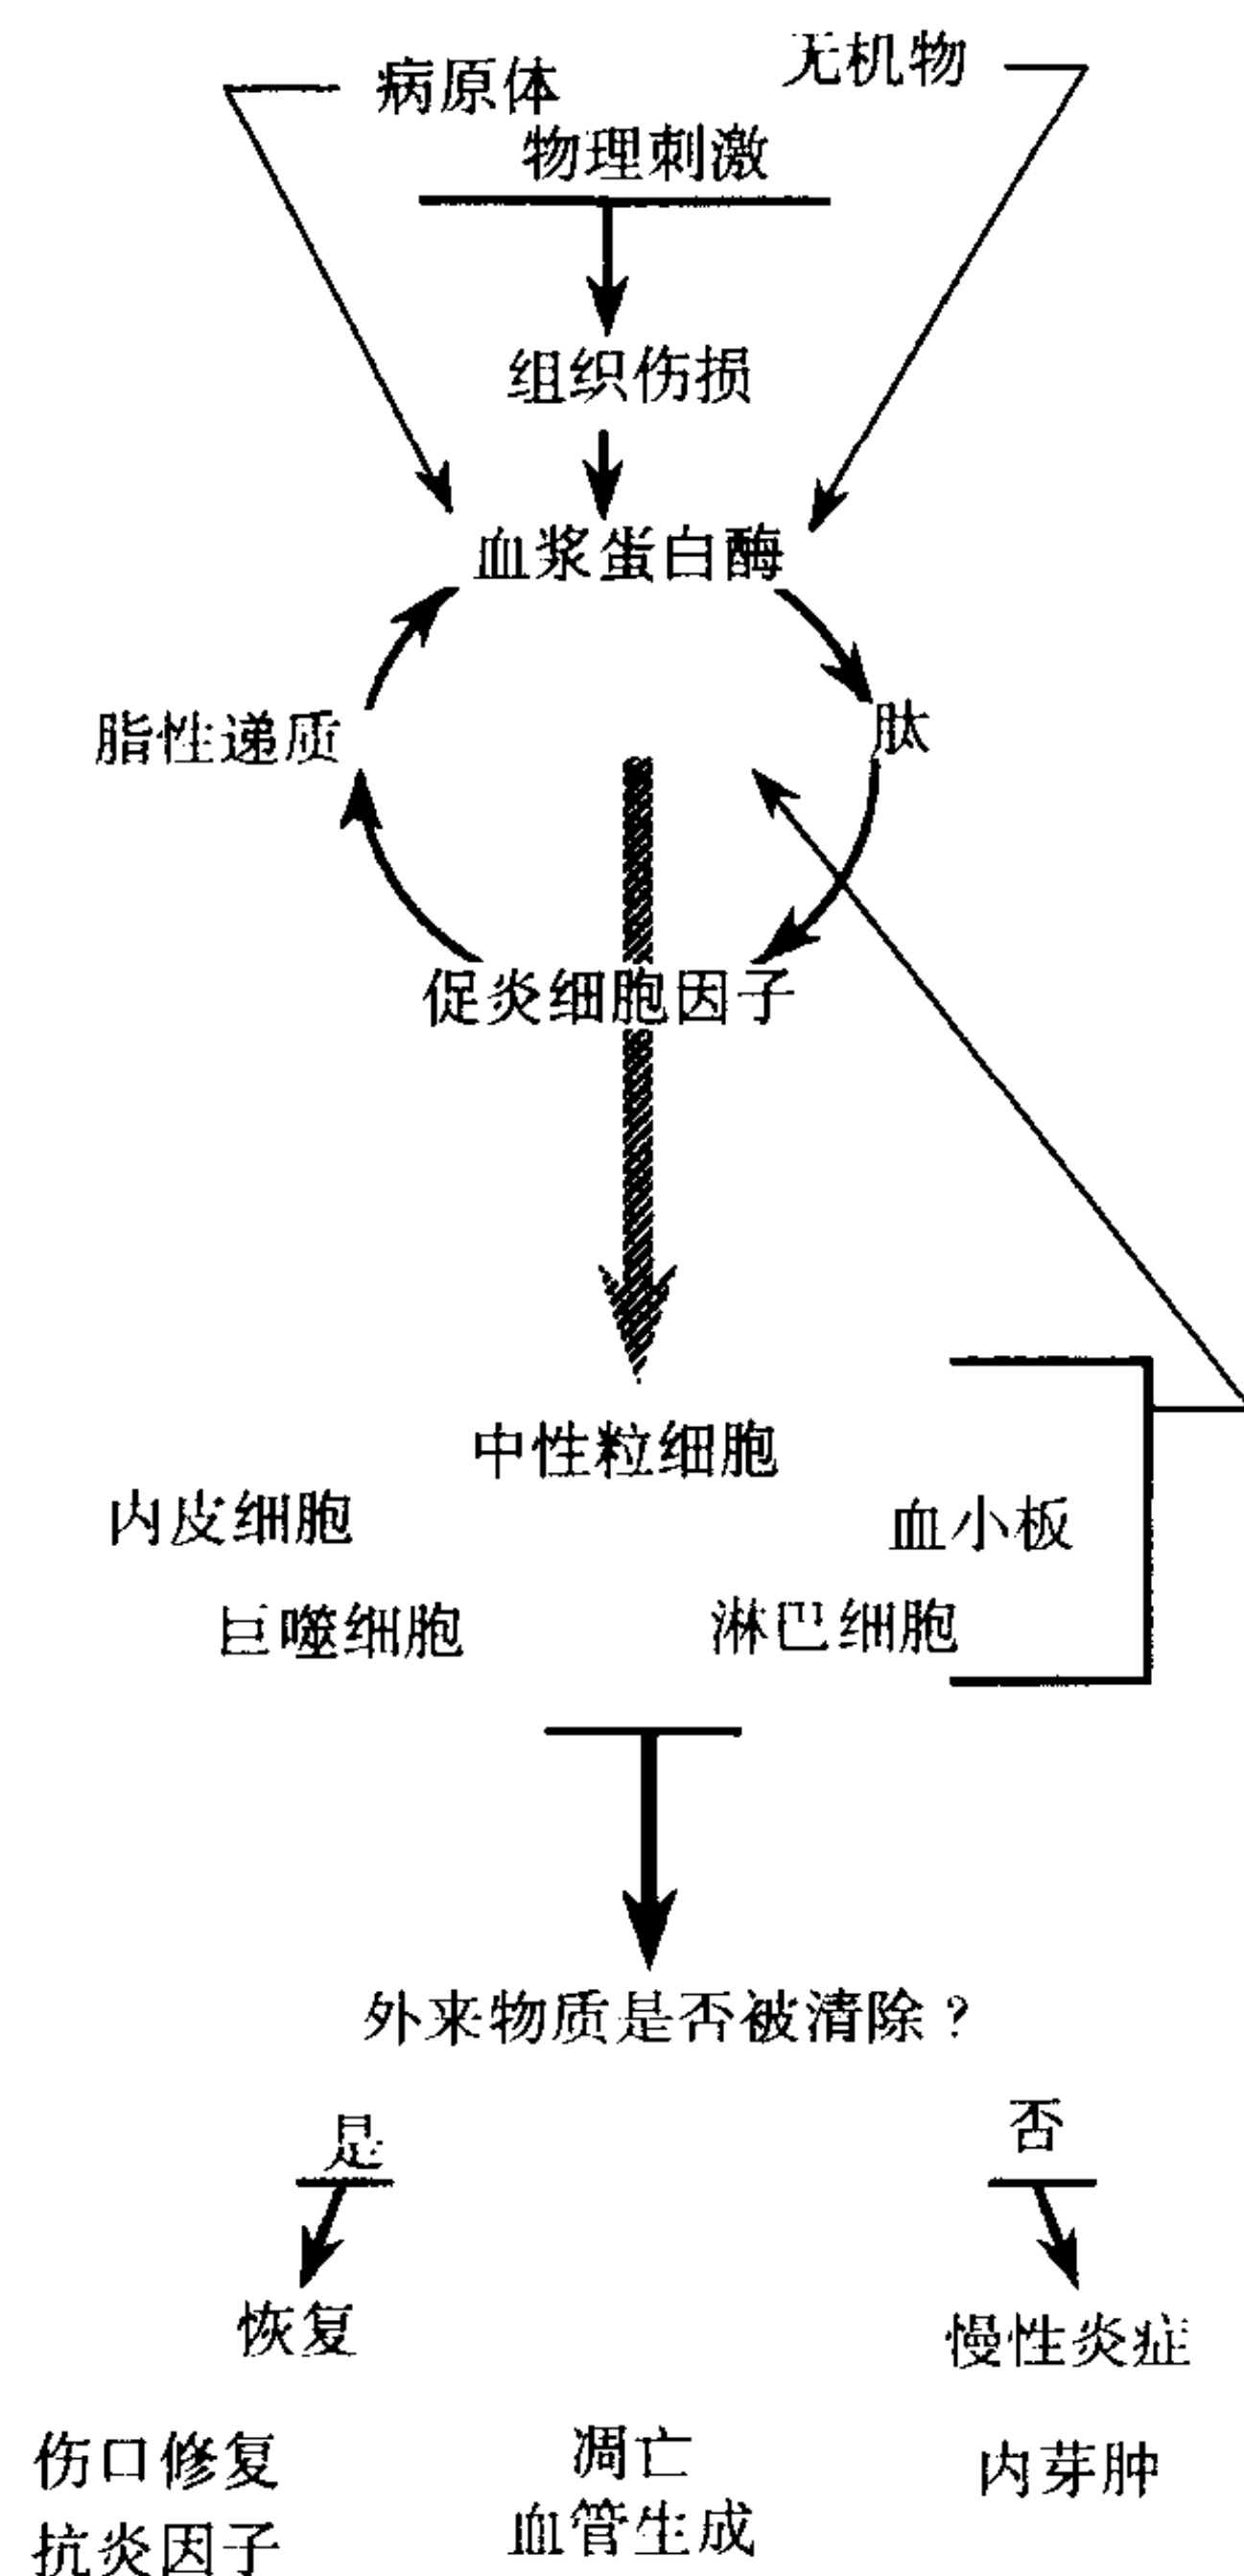 病原体
无机物
物理刺激
组织伤损
血浆蛋白酶
脂性递质
肽
促炎细胞因子
中性粒细胞
内皮细胞
血小板
巨噬细胞
淋巴细胞
外来物质是否被清除？
是
否
恢复
慢性炎症
伤口修复
凋亡
内芽肿
抗炎因子
血管生成